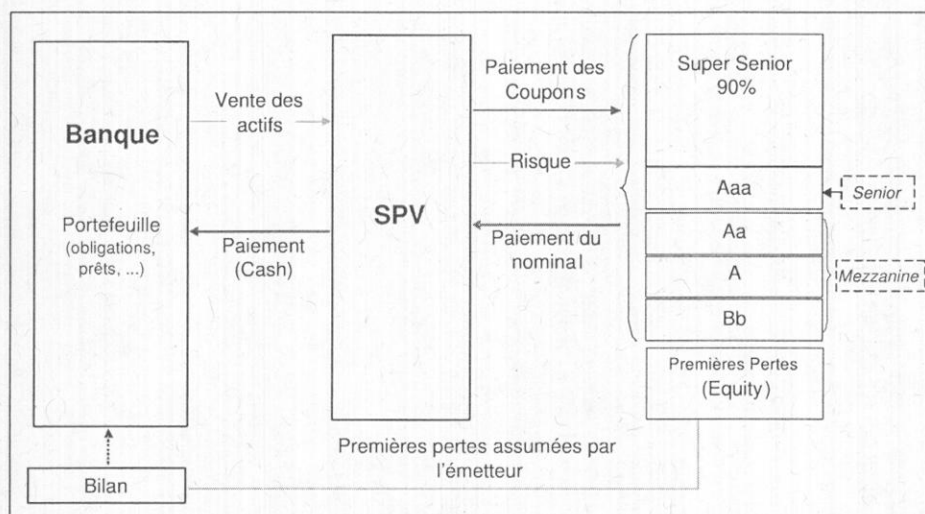 Banque
Portefeuille
(obligations,
prêts, ...)
Bilan
Vente des
actifs
Paiement
(Cash)
SPV
Paiement des
Coupons
Risque
Paiement du
nominal
Super Senior
90%
Aaa
Senior
Aa
A
Mezzanine
Bb
Premières Pertes
(Equity)
Premières pertes assumées par
l'émetteur